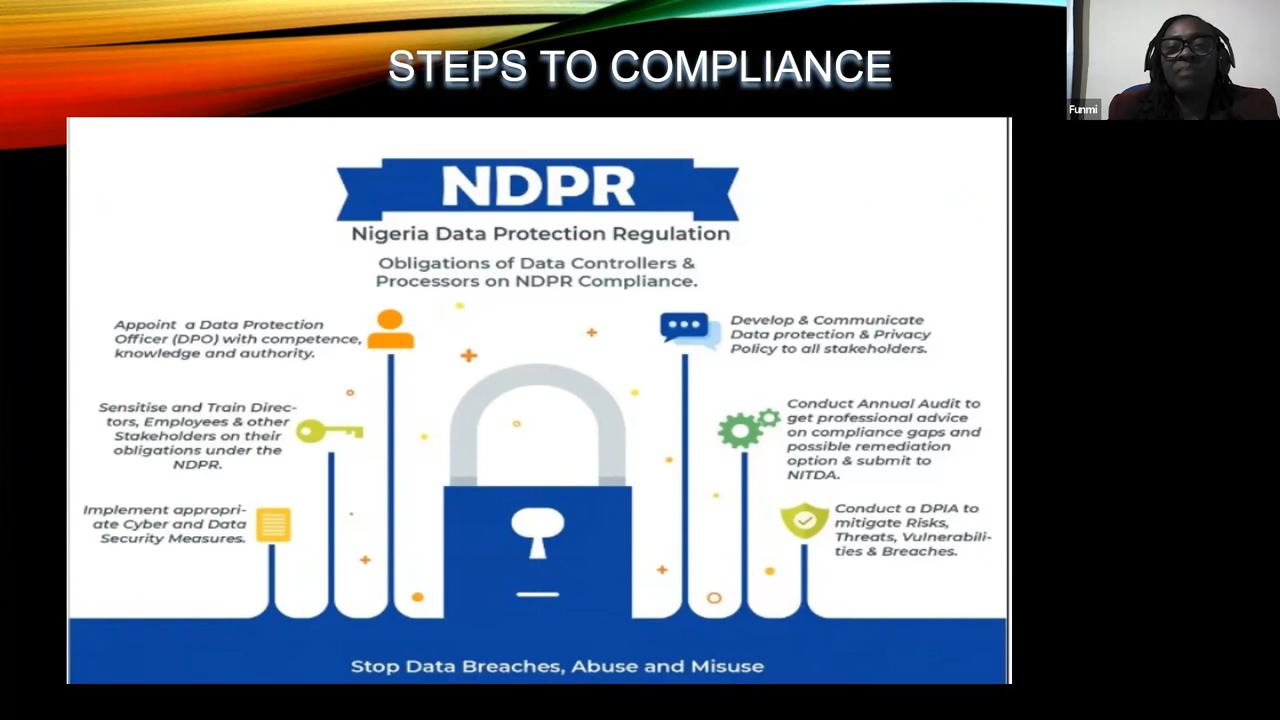 STEPS TO COMPLIANCE
Funmi
NDPR
Nigeria Data Protection Regulation
Obligations of Data Controllers &
Processors on NDPR Compliance.
Appoint a Data Protection
Officer (DPO) with competence,
knowledge and authority.
Sensitise and Train Direc-
tors, Employees & other
Stakeholders on their
obligations under the
NDPR.
Implement appropri-
ate Cyber and Data
Security Measures.
Develop & Communicate
Data protection & Privacy
Policy to all stakeholders.
Conduct Annual Audit to
get professional advice
on compliance gaps and
possible remediation
option & submit to
NITDA.
Conduct a DPIA to
mitigate Risks,
Threats, Vulnerabili-
ties & Breaches.
Stop Data Breaches, Abuse and Misuse